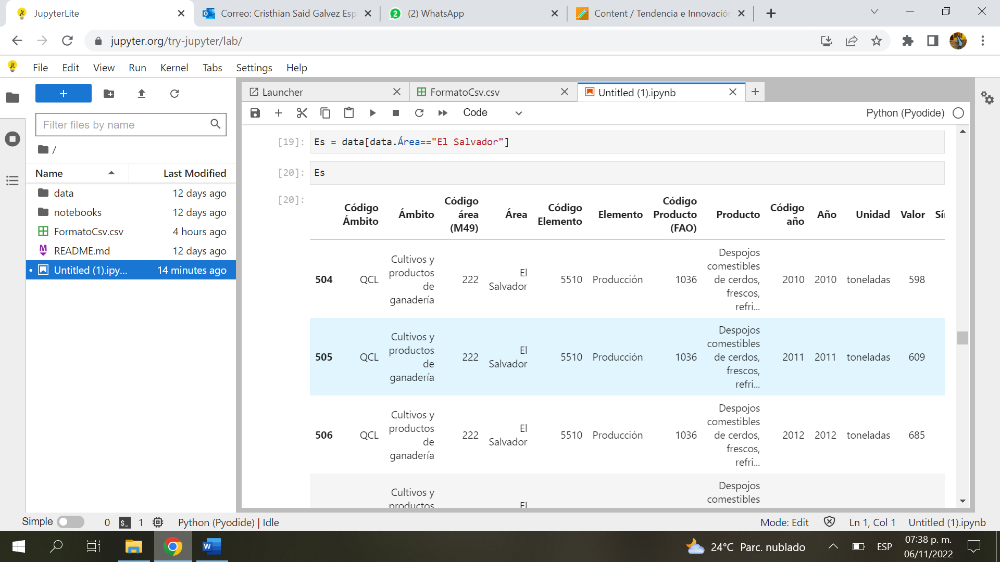 JupyterLite
Correo: Cristhian Said Galvez Esp
(2) WhatsApp
Content / Tendencia e Innovación
jupyter.org/try-jupyter/lab/
File Edit View Run Kernel Tabs Settings Help
Launcher
FormatoCsv.csv
Untitled (1).ipynb
Code
Python (Pyodide)
Filter files by name
/
Name Last Modified
data 12 days ago
notebooks 12 days ago
FormatoCsv.csv 4 hours ago
README.md 12 days ago
Untitled (1).ipy... 14 minutes ago
[19]: Es = data[data.Área=="El Salvador"]
[20]: Es
[20]:
Código
Ámbito
Ámbito
Código
área
(M49)
Área
Código
Elemento
Elemento
Código
Producto
(FAO)
Producto
Código
año
Año
Unidad
Valor
504
QCL
Cultivos y
productos
de
ganadería
222
El
Salvador
5510
Producción
1036
Despojos
comestibles
de cerdos,
frescos,
refri...
2010
2010
toneladas
598
505
QCL
Cultivos y
productos
de
ganadería
222
El
Salvador
5510
Producción
1036
Despojos
comestibles
de cerdos,
frescos,
refri...
2011
2011
toneladas
609
506
QCL
Cultivos y
productos
de
ganadería
222
El
Salvador
5510
Producción
1036
Despojos
comestibles
de cerdos,
frescos,
refri...
2012
2012
toneladas
685
Cultivos y
productos
El
Despojos
comestibles
Simple
0
$_
1
Python (Pyodide) | Idle
Mode: Edit
Ln 1, Col 1
Untitled (1).ipynb
24°C Parc. nublado
ESP
07:38 p. m.
06/11/2022